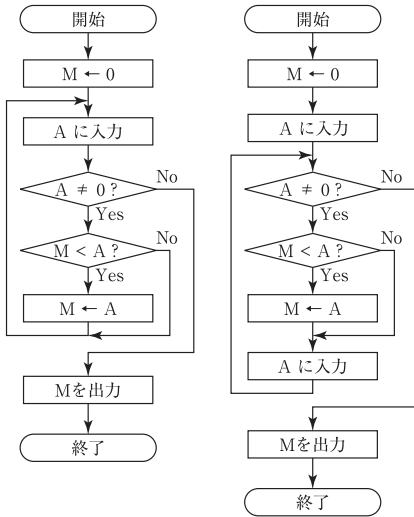 開始
M ← 0
A に入力
A ≠ 0 ?
No
Yes
M < A ?
No
Yes
M ← A
Mを出力
終了
開始
M ← 0
A に入力
A ≠ 0 ?
No
Yes
M < A ?
No
Yes
M ← A
A に入力
Mを出力
終了